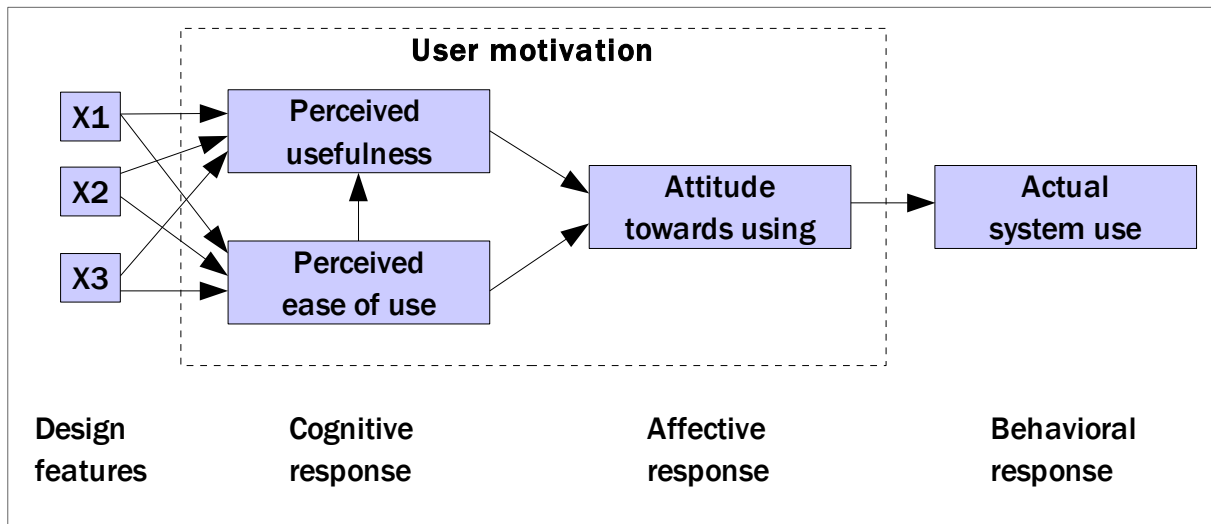 User motivation
X1
X2
X3
Perceived
usefulness
Perceived
ease of use
Attitude
towards using
Actual
system use
Design
features
Cognitive
response
Affective
response
Behavioral
response